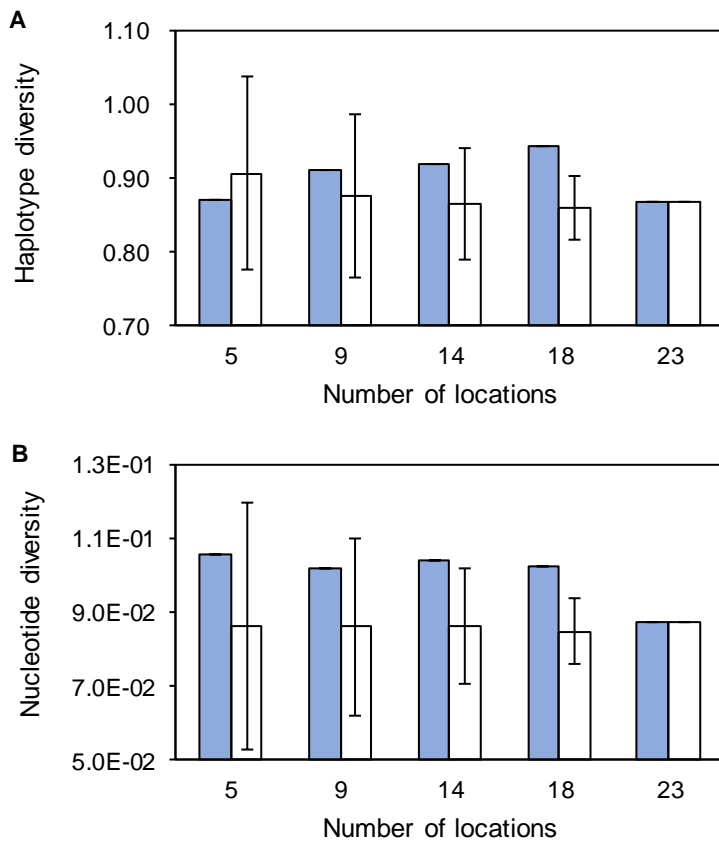 A
1.10
1.00
0.90
0.80
0.70
Haplotype diversity
5 9 14 18 23
Number of locations
B
1.3E-01
1.1E-01
9.0E-02
7.0E-02
5.0E-02
Nucleotide diversity
5 9 14 18 23
Number of locations